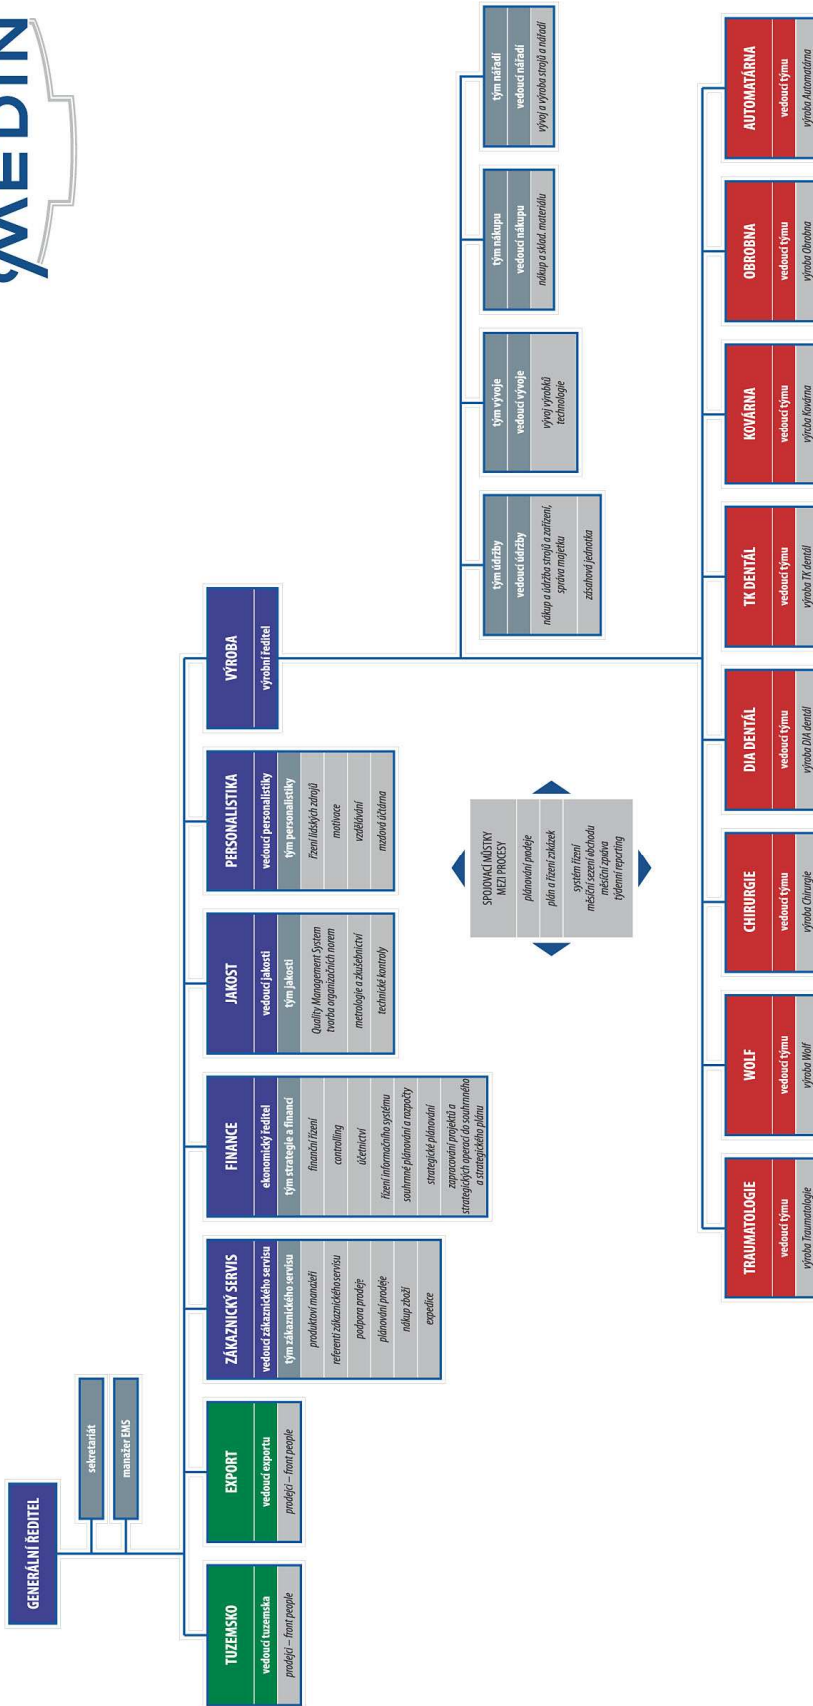 MEDIN
GENERÁLNÍ ŘEDITEL
sekretariát
manažer EMS
TUZEMSKO
vedoucí tuzemska
prodejci – front people
EXPORT
vedoucí exportu
prodejci – front people
ZÁKAZNICKÝ SERVIS
vedoucí zákaznického servisu
tým zákaznického servisu
produktoví manažeři
referenti zákaznického servisu
podpora prodeje
plánování prodeje
nákup zboží
expedice
FINANCE
ekonomický ředitel
tým strategie a financí
finanční řízení
controlling
účetnictví
řízení informačního systému
souhrnné plánování a rozpočty
strategické plánování
zapracování projektů a
strategických operací do souhrnného
a strategického plánu
JAKOST
vedoucí jakosti
tým jakosti
Quality Management System
tvorba organizačních norem
metrologie a zkušebnictví
technické kontroly
PERSONALISTIKA
vedoucí personalistiky
tým personalistiky
řízení lidských zdrojů
motivace
vzdělávání
mzdová účtárna
VÝROBA
výrobní ředitel
SPOJOVACÍ MŮSTKY
MEZI PROCESY
plánování prodeje
plán a řízení zakázek
systém řízení
měsíční sezení obchodu
měsíční zpráva
týdenní reporting
tým údržby
vedoucí údržby
nákup a údržba strojů a zařízení,
správa majetku
zásahová jednotka
tým vývoje
vedoucí vývoje
vývoj výrobků
technologie
tým nákupu
vedoucí nákupu
nákup a sklad. materiálu
tým nářadí
vedoucí nářadí
vývoj a výroba strojů a nářadí
TRAUMATOLOGIE
vedoucí týmu
výroba Traumatologie
WOLF
vedoucí týmu
výroba Wolf
CHIRURGIE
vedoucí týmu
výroba Chirurgie
DIA DENTÁL
vedoucí týmu
výroba DIA dentál
TK DENTÁL
vedoucí týmu
výroba TK dentál
KOVÁRNA
vedoucí týmu
výroba Kovárna
OBROBNA
vedoucí týmu
výroba Obrobna
AUTOMATÁRNA
vedoucí týmu
výroba Automatárna